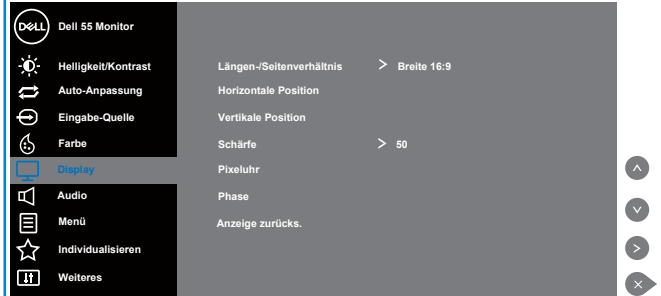 DELL
Dell 55 Monitor
Helligkeit/Kontrast
Auto-Anpassung
Eingabe-Quelle
Farbe
Display
Audio
Menü
Individualisieren
Weiteres
Längen-/Seitenverhältnis > Breite 16:9
Horizontale Position
Vertikale Position
Schärfe > 50
Pixeluhr
Phase
Anzeige zurücks.